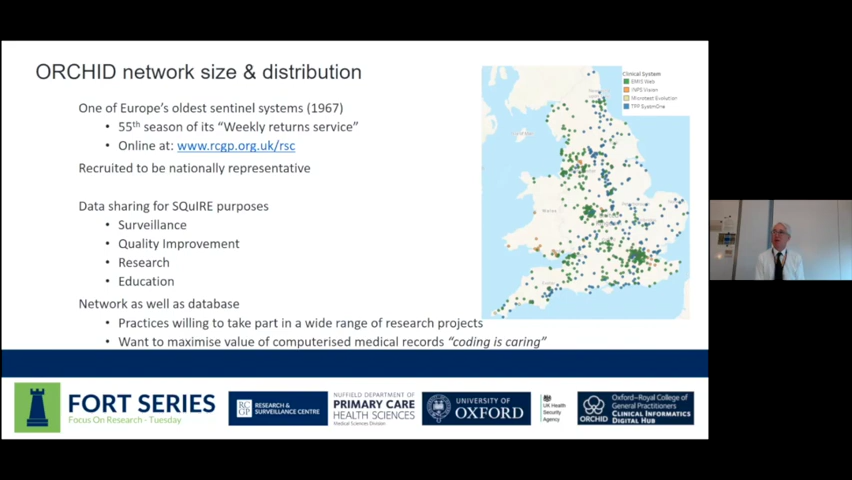 ORCHID network size & distribution
One of Europe's oldest sentinel systems (1967)
• 55th season of its "Weekly returns service"
• Online at: www.rcgp.org.uk/rsc
Recruited to be nationally representative
Data sharing for SQuIRE purposes
• Surveillance
• Quality Improvement
• Research
• Education
Network as well as database
• Practices willing to take part in a wide range of research projects
• Want to maximise value of computerised medical records "coding is caring"
Clinical System
EMIS Web
INPS Vision
Microtest Evolution
TPP SystmOne
Wales
FORT SERIES
Focus On Research - Tuesday
RC
GP
RESEARCH &
SURVEILLANCE CENTRE
NUFFIELD DEPARTMENT OF
PRIMARY CARE
HEALTH SCIENCES
Medical Sciences Division
UNIVERSITY OF
OXFORD
UK Health
Security
Agency
ORCHID
Oxford-Royal College of
General Practitioners
CLINICAL INFORMATICS
DIGITAL HUB